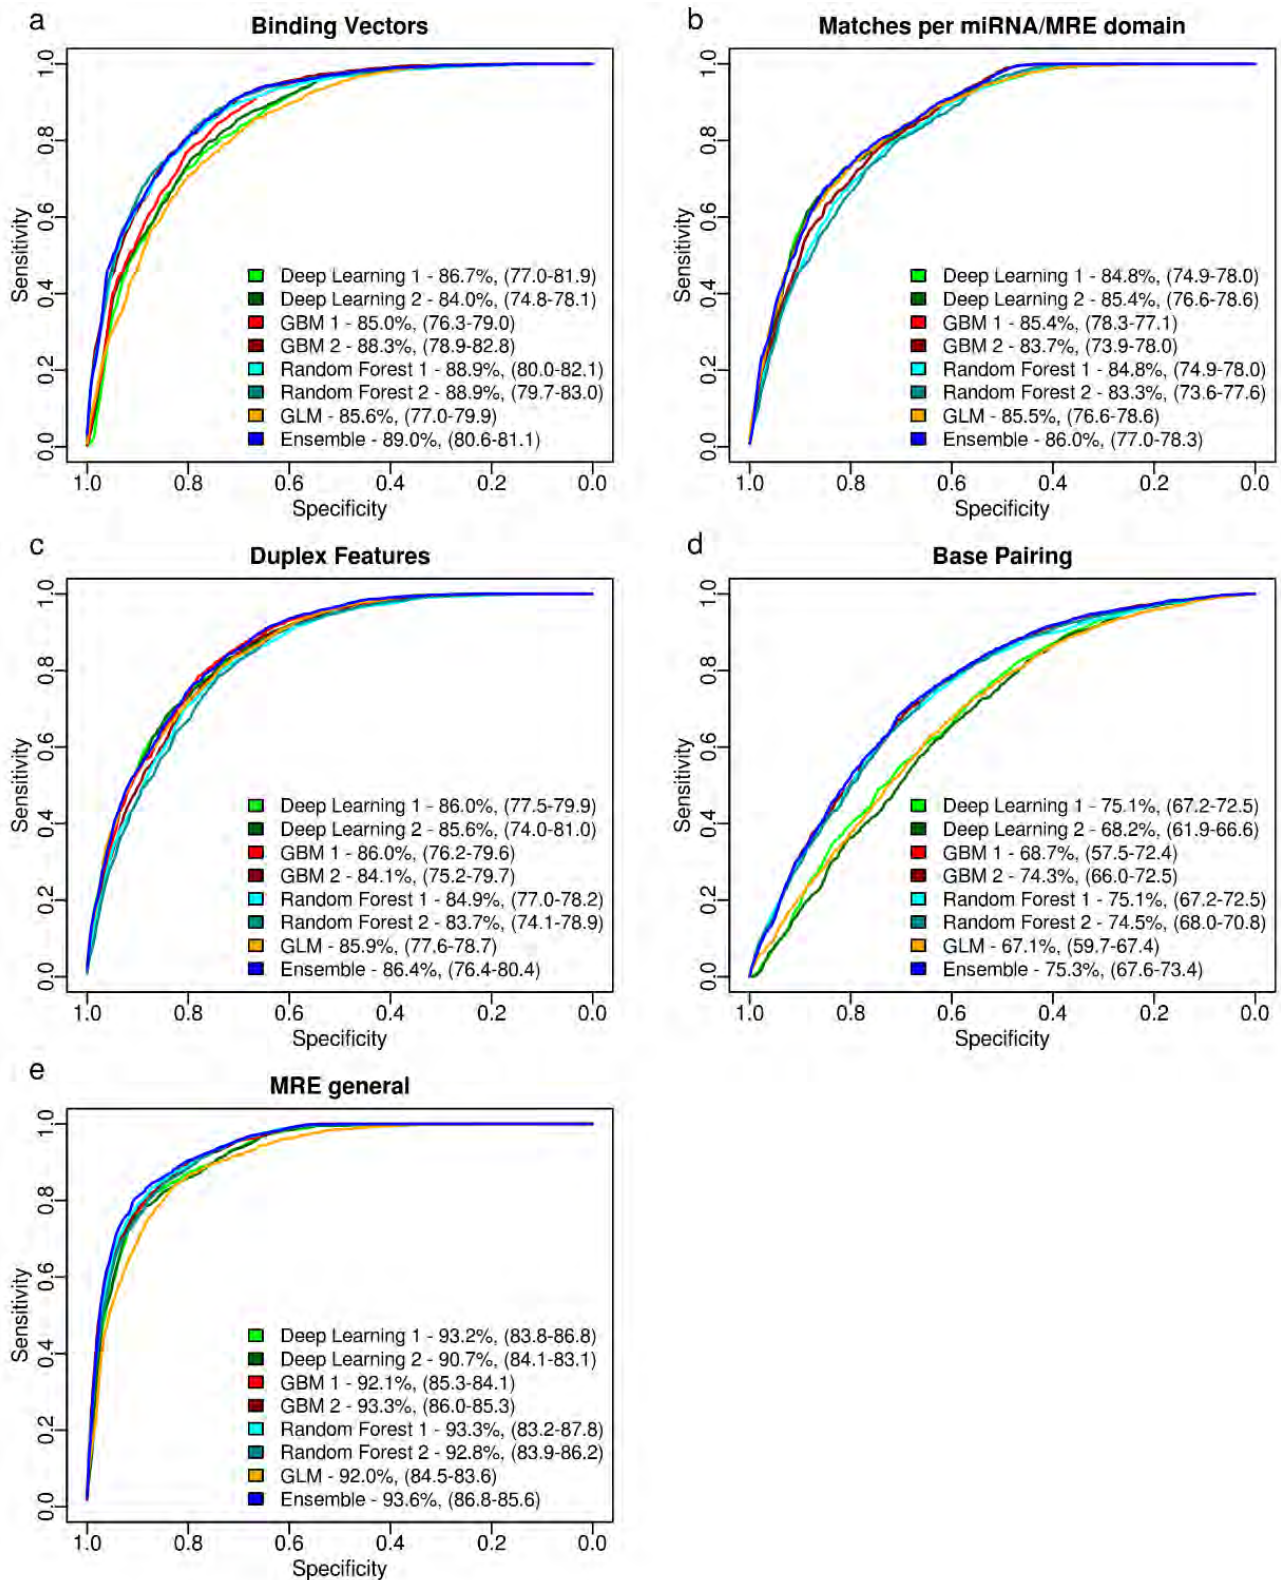 a
Binding Vectors
Sensitivity
1.0
0.8
0.6
0.4
0.2
0.0
Deep Learning 1 - 86.7%, (77.0-81.9)
Deep Learning 2 - 84.0%, (74.8-78.1)
GBM 1 - 85.0%, (76.3-79.0)
GBM 2 - 88.3%, (78.9-82.8)
Random Forest 1 - 88.9%, (80.0-82.1)
Random Forest 2 - 88.9%, (79.7-83.0)
GLM - 85.6%, (77.0-79.9)
Ensemble - 89.0%, (80.6-81.1)
1.0 0.8 0.6 0.4 0.2 0.0
Specificity
b
Matches per miRNA/MRE domain
Sensitivity
1.0
0.8
0.6
0.4
0.2
0.0
Deep Learning 1 - 84.8%, (74.9-78.0)
Deep Learning 2 - 85.4%, (76.6-78.6)
GBM 1 - 85.4%, (78.3-77.1)
GBM 2 - 83.7%, (73.9-78.0)
Random Forest 1 - 84.8%, (74.9-78.0)
Random Forest 2 - 83.3%, (73.6-77.6)
GLM - 85.5%, (76.6-78.6)
Ensemble - 86.0%, (77.0-78.3)
1.0 0.8 0.6 0.4 0.2 0.0
Specificity
c
Duplex Features
Sensitivity
1.0
0.8
0.6
0.4
0.2
0.0
Deep Learning 1 - 86.0%, (77.5-79.9)
Deep Learning 2 - 85.6%, (74.0-81.0)
GBM 1 - 86.0%, (76.2-79.6)
GBM 2 - 84.1%, (75.2-79.7)
Random Forest 1 - 84.9%, (77.0-78.2)
Random Forest 2 - 83.7%, (74.1-78.9)
GLM - 85.9%, (77.6-78.7)
Ensemble - 86.4%, (76.4-80.4)
1.0 0.8 0.6 0.4 0.2 0.0
Specificity
d
Base Pairing
Sensitivity
1.0
0.8
0.6
0.4
0.2
0.0
Deep Learning 1 - 75.1%, (67.2-72.5)
Deep Learning 2 - 68.2%, (61.9-66.6)
GBM 1 - 68.7%, (57.5-72.4)
GBM 2 - 74.3%, (66.0-72.5)
Random Forest 1 - 75.1%, (67.2-72.5)
Random Forest 2 - 74.5%, (68.0-70.8)
GLM - 67.1%, (59.7-67.4)
Ensemble - 75.3%, (67.6-73.4)
1.0 0.8 0.6 0.4 0.2 0.0
Specificity
e
MRE general
Sensitivity
1.0
0.8
0.6
0.4
0.2
0.0
Deep Learning 1 - 93.2%, (83.8-86.8)
Deep Learning 2 - 90.7%, (84.1-83.1)
GBM 1 - 92.1%, (85.3-84.1)
GBM 2 - 93.3%, (86.0-85.3)
Random Forest 1 - 93.3%, (83.2-87.8)
Random Forest 2 - 92.8%, (83.9-86.2)
GLM - 92.0%, (84.5-83.6)
Ensemble - 93.6%, (86.8-85.6)
1.0 0.8 0.6 0.4 0.2 0.0
Specificity